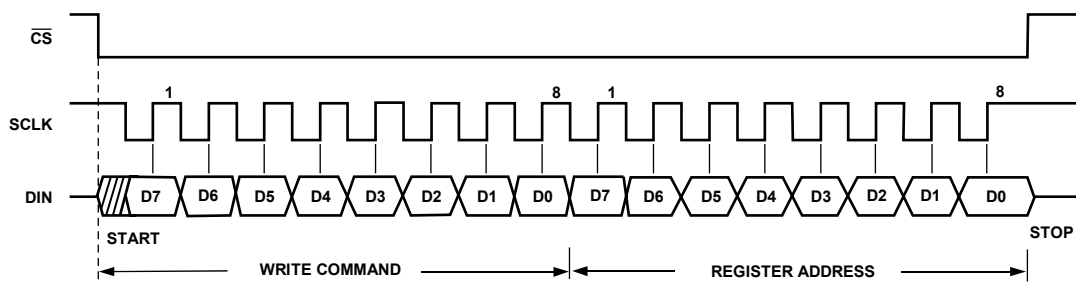 CS
1 8 1 8
SCLK
DIN D7 D6 D5 D4 D3 D2 D1 D0 D7 D6 D5 D4 D3 D2 D1 D0
START STOP
WRITE COMMAND REGISTER ADDRESS